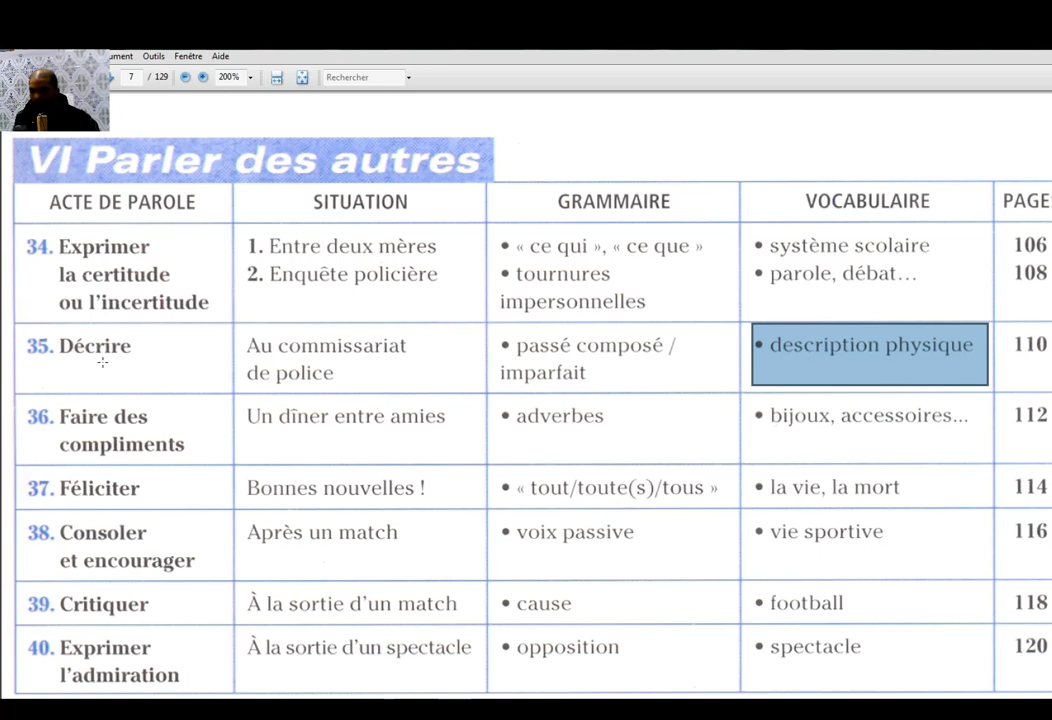 ument Outils Fenêtre Aide
7 / 129 200% Rechercher
VI Parler des autres
ACTE DE PAROLE SITUATION GRAMMAIRE VOCABULAIRE PAGES
34. Exprimer 1. Entre deux mères • « ce qui », « ce que » • système scolaire 106
la certitude 2. Enquête policière • tournures • parole, débat... 108
ou l'incertitude impersonnelles
35. Décrire Au commissariat • passé composé / • description physique 110
de police imparfait
36. Faire des Un dîner entre amies • adverbes • bijoux, accessoires... 112
compliments
37. Féliciter Bonnes nouvelles ! • « tout/toute(s)/tous » • la vie, la mort 114
38. Consoler Après un match • voix passive • vie sportive 116
et encourager
39. Critiquer À la sortie d'un match • cause • football 118
40. Exprimer À la sortie d'un spectacle • opposition • spectacle 120
l'admiration